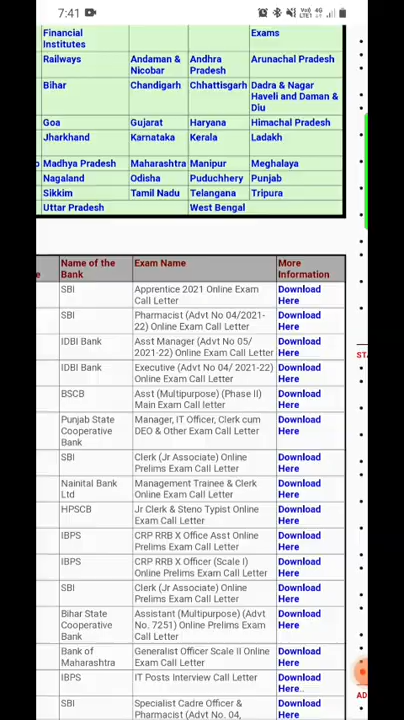 7:41
4G
Financial Institutes Exams
Railways Andaman & Nicobar Andhra Pradesh Arunachal Pradesh
Bihar Chandigarh Chhattisgarh Dadra & Nagar Haveli and Daman & Diu
Goa Gujarat Haryana Himachal Pradesh
Jharkhand Karnataka Kerala Ladakh
Madhya Pradesh Maharashtra Manipur Meghalaya
Nagaland Odisha Puduchhery Punjab
Sikkim Tamil Nadu Telangana Tripura
Uttar Pradesh West Bengal
Name of the Bank Exam Name More Information
SBI Apprentice 2021 Online Exam Call Letter Download Here
SBI Pharmacist (Advt No 04/2021-22) Online Exam Call Letter Download Here
IDBI Bank Asst Manager (Advt No 05/2021-22) Online Exam Call Letter Download Here
IDBI Bank Executive (Advt No 04/ 2021-22) Online Exam Call Letter Download Here
BSCB Asst (Multipurpose) (Phase II) Main Exam Call letter Download Here
Punjab State Cooperative Bank Manager, IT Officer, Clerk cum DEO & Other Exam Call Letter Download Here
SBI Clerk (Jr Associate) Online Prelims Exam Call Letter Download Here
Nainital Bank Ltd Management Trainee & Clerk Online Exam Call Letter Download Here
HPSCB Jr Clerk & Steno Typist Online Exam Call Letter Download Here
IBPS CRP RRB X Office Asst Online Prelims Exam Call Letter Download Here
IBPS CRP RRB X Officer (Scale I) Online Prelims Exam Call Letter Download Here
SBI Clerk (Jr Associate) Online Prelims Exam Call Letter Download Here
Bihar State Cooperative Bank Assistant (Multipurpose) (Advt No. 7251) Online Prelims Exam Call Letter Download Here
Bank of Maharashtra Generalist Officer Scale II Online Exam Call Letter Download Here
IBPS IT Posts Interview Call Letter Download Here..
SBI Specialist Cadre Officer & Pharmacist (Advt No. 04, Download Here